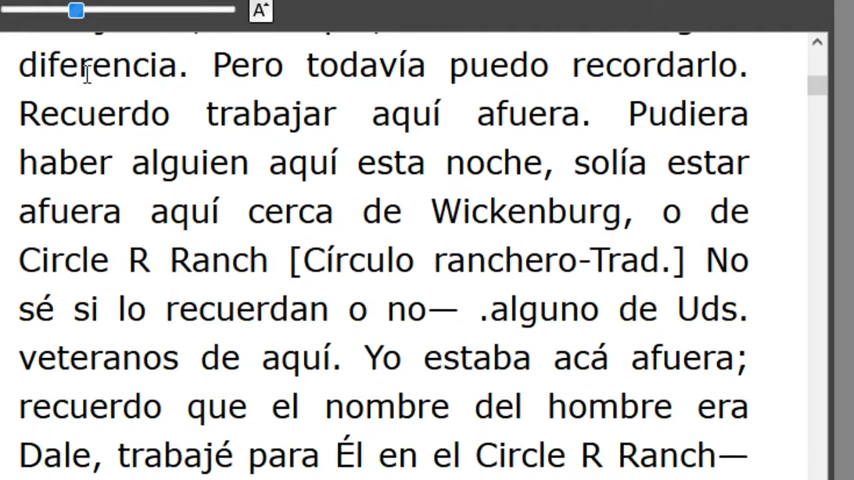 A
diferencia. Pero todavía puedo recordarlo.
Recuerdo trabajar aquí afuera. Pudiera
haber alguien aquí esta noche, solía estar
afuera aquí cerca de Wickenburg, o de
Circle R Ranch [Círculo ranchero-Trad.] No
sé si lo recuerdan o no— .alguno de Uds.
veteranos de aquí. Yo estaba acá afuera;
recuerdo que el nombre del hombre era
Dale, trabajé para Él en el Circle R Ranch—